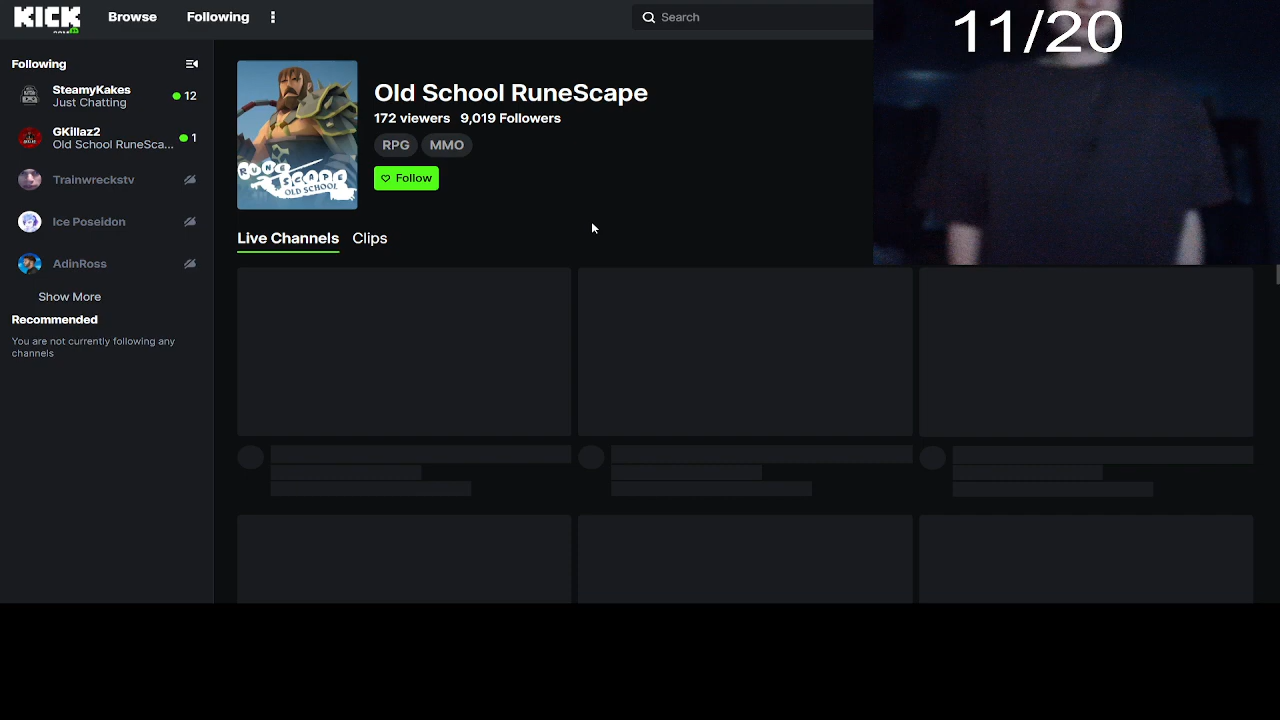 KICK
Browse
Following
Search
11/20
Following
SteamyKakes
Just Chatting
12
GKillaz2
Old School RuneSca...
1
Trainwreckstv
Ice Poseidon
AdinRoss
Show More
Recommended
You are not currently following any
channels
OLD SCHOOL
Old School RuneScape
172 viewers 9,019 Followers
RPG MMO
Follow
Live Channels Clips